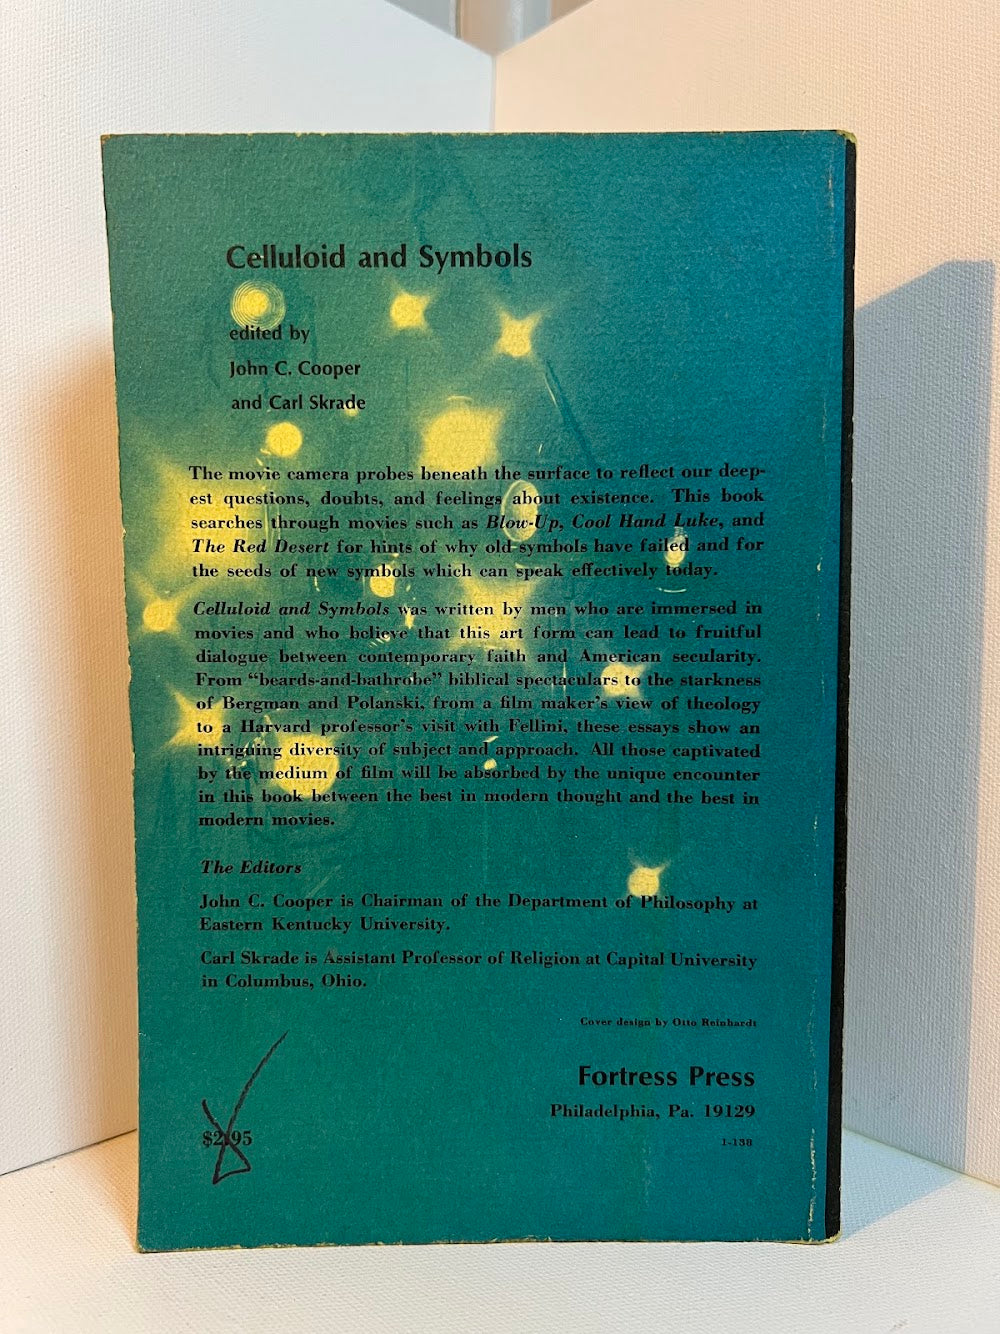 Celluloid and Symbols
edited by
John C. Cooper
and Carl Skrade
The movie camera probes beneath the surface to reflect our deep-
est questions, doubts, and feelings about existence. This book
searches through movies such as Blow-Up, Cool Hand Luke, and
The Red Desert for hints of why old symbols have failed and for
the seeds of new symbols which can speak effectively today.
Celluloid and Symbols was written by men who are immersed in
movies and who believe that this art form can lead to fruitful
dialogue between contemporary faith and American secularity.
From “beards-and-bathrobe” biblical spectaculars to the starkness
of Bergman and Polanski, from a film maker’s view of theology
to a Harvard professor’s visit with Fellini, these essays show an
intriguing diversity of subject and approach. All those captivated
by the medium of film will be absorbed by the unique encounter
in this book between the best in modern thought and the best in
modern movies.
The Editors
John C. Cooper is Chairman of the Department of Philosophy at
Eastern Kentucky University.
Carl Skrade is Assistant Professor of Religion at Capital University
in Columbus, Ohio.
Cover design by Otto Reinhardt
Fortress Press
Philadelphia, Pa. 19129
$2.95
1-138